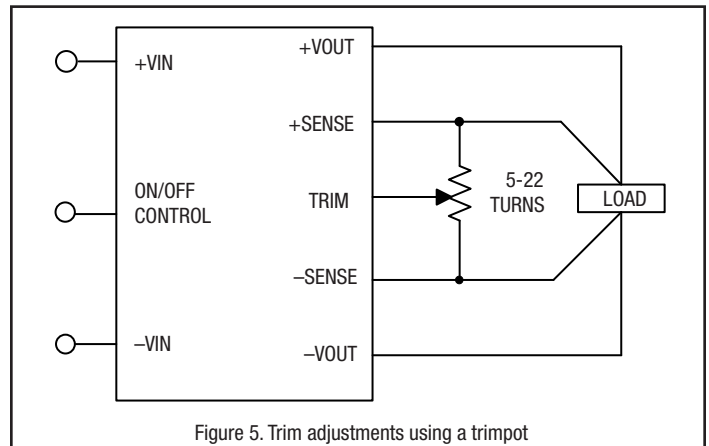 +VIN
+VOUT
+SENSE
ON/OFF
CONTROL
TRIM
5-22
TURNS
LOAD
–SENSE
–VIN
–VOUT
Figure 5. Trim adjustments using a trimpot